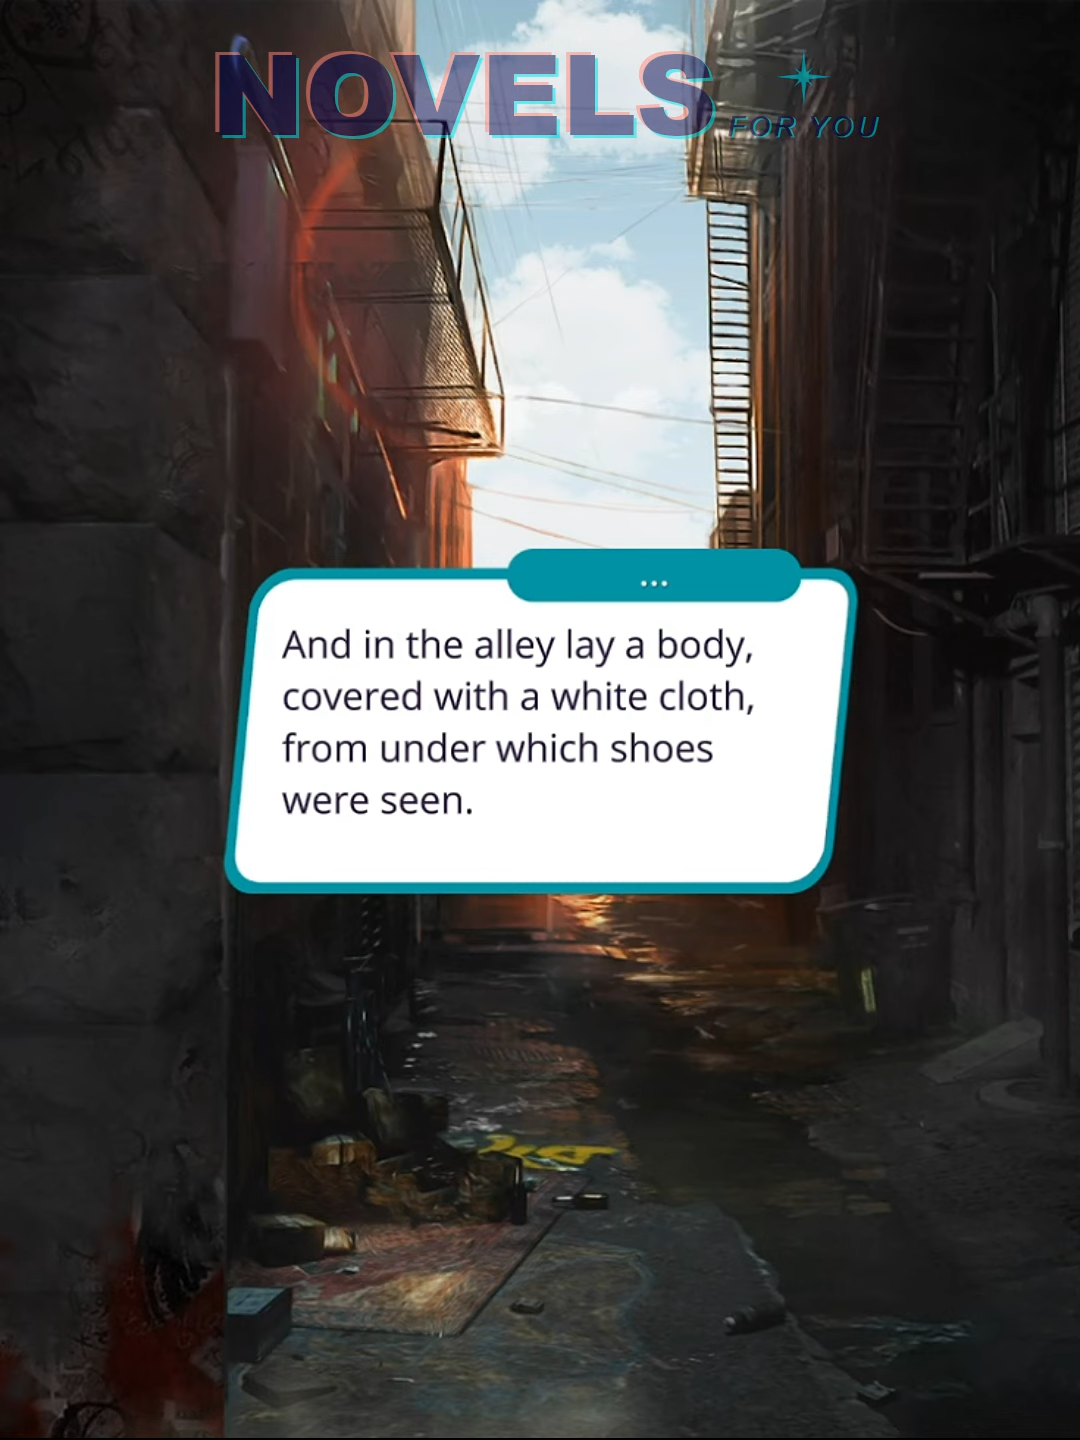 NOVELS
FOR YOU
...
And in the alley lay a body,
covered with a white cloth,
from under which shoes
were seen.